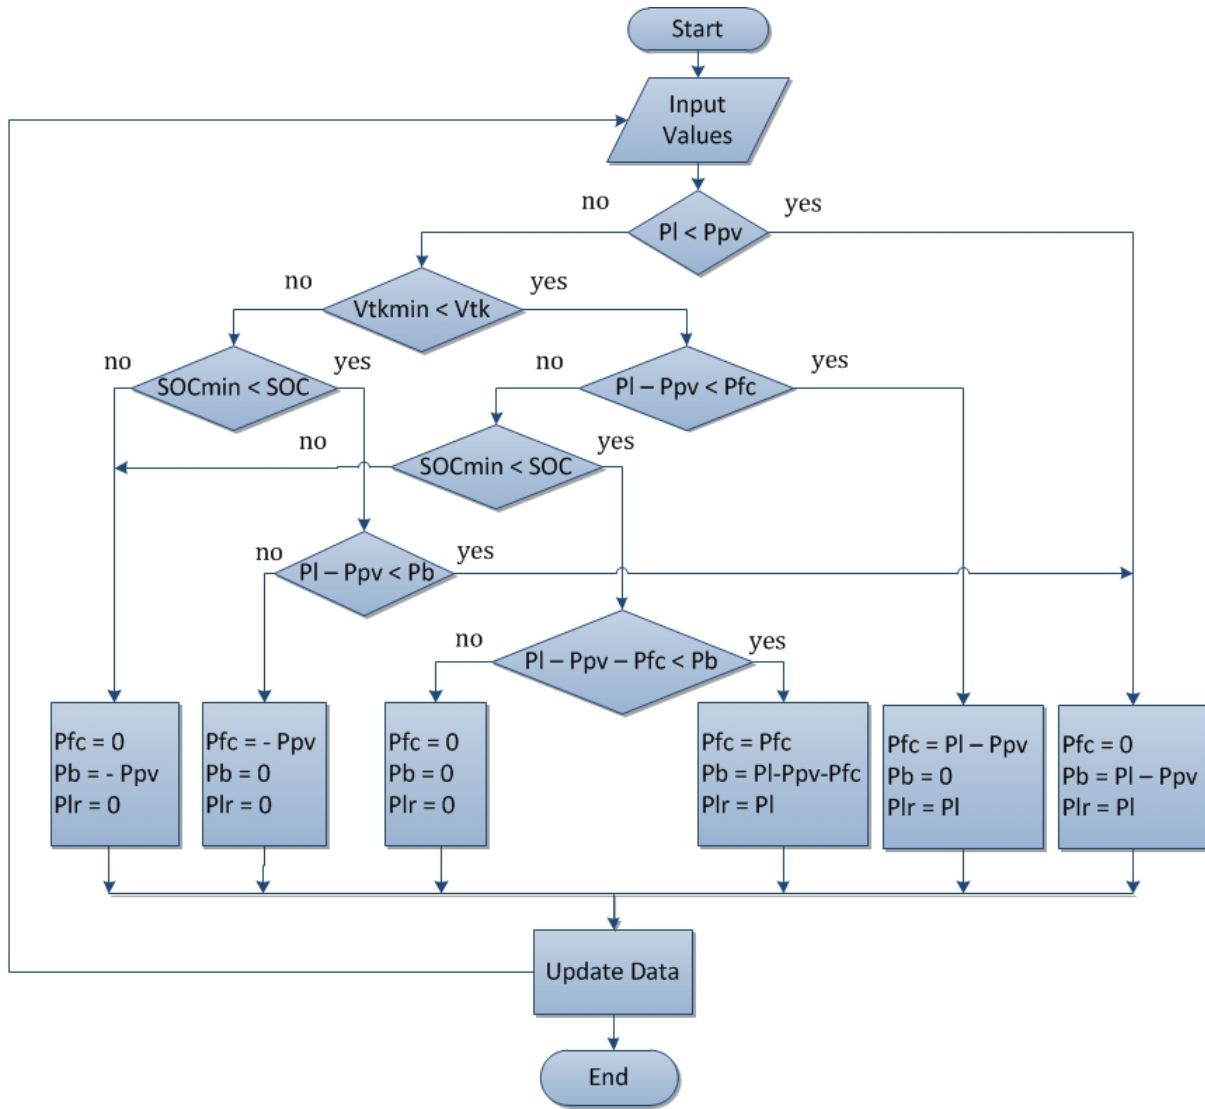 Start
Input
Values
no
yes
Pl < Ppv
no
yes
Vtkmin < Vtk
no
yes
no
yes
SOCmin < SOC
Pl – Ppv < Pfc
no
yes
SOCmin < SOC
no
yes
Pl – Ppv < Pb
no
yes
Pl – Ppv – Pfc < Pb
Pfc = 0
Pb = - Ppv
Plr = 0
Pfc = - Ppv
Pb = 0
Plr = 0
Pfc = 0
Pb = 0
Plr = 0
Pfc = Pfc
Pb = Pl-Ppv-Pfc
Plr = Pl
Pfc = Pl – Ppv
Pb = 0
Plr = Pl
Pfc = 0
Pb = Pl – Ppv
Plr = Pl
Update Data
End